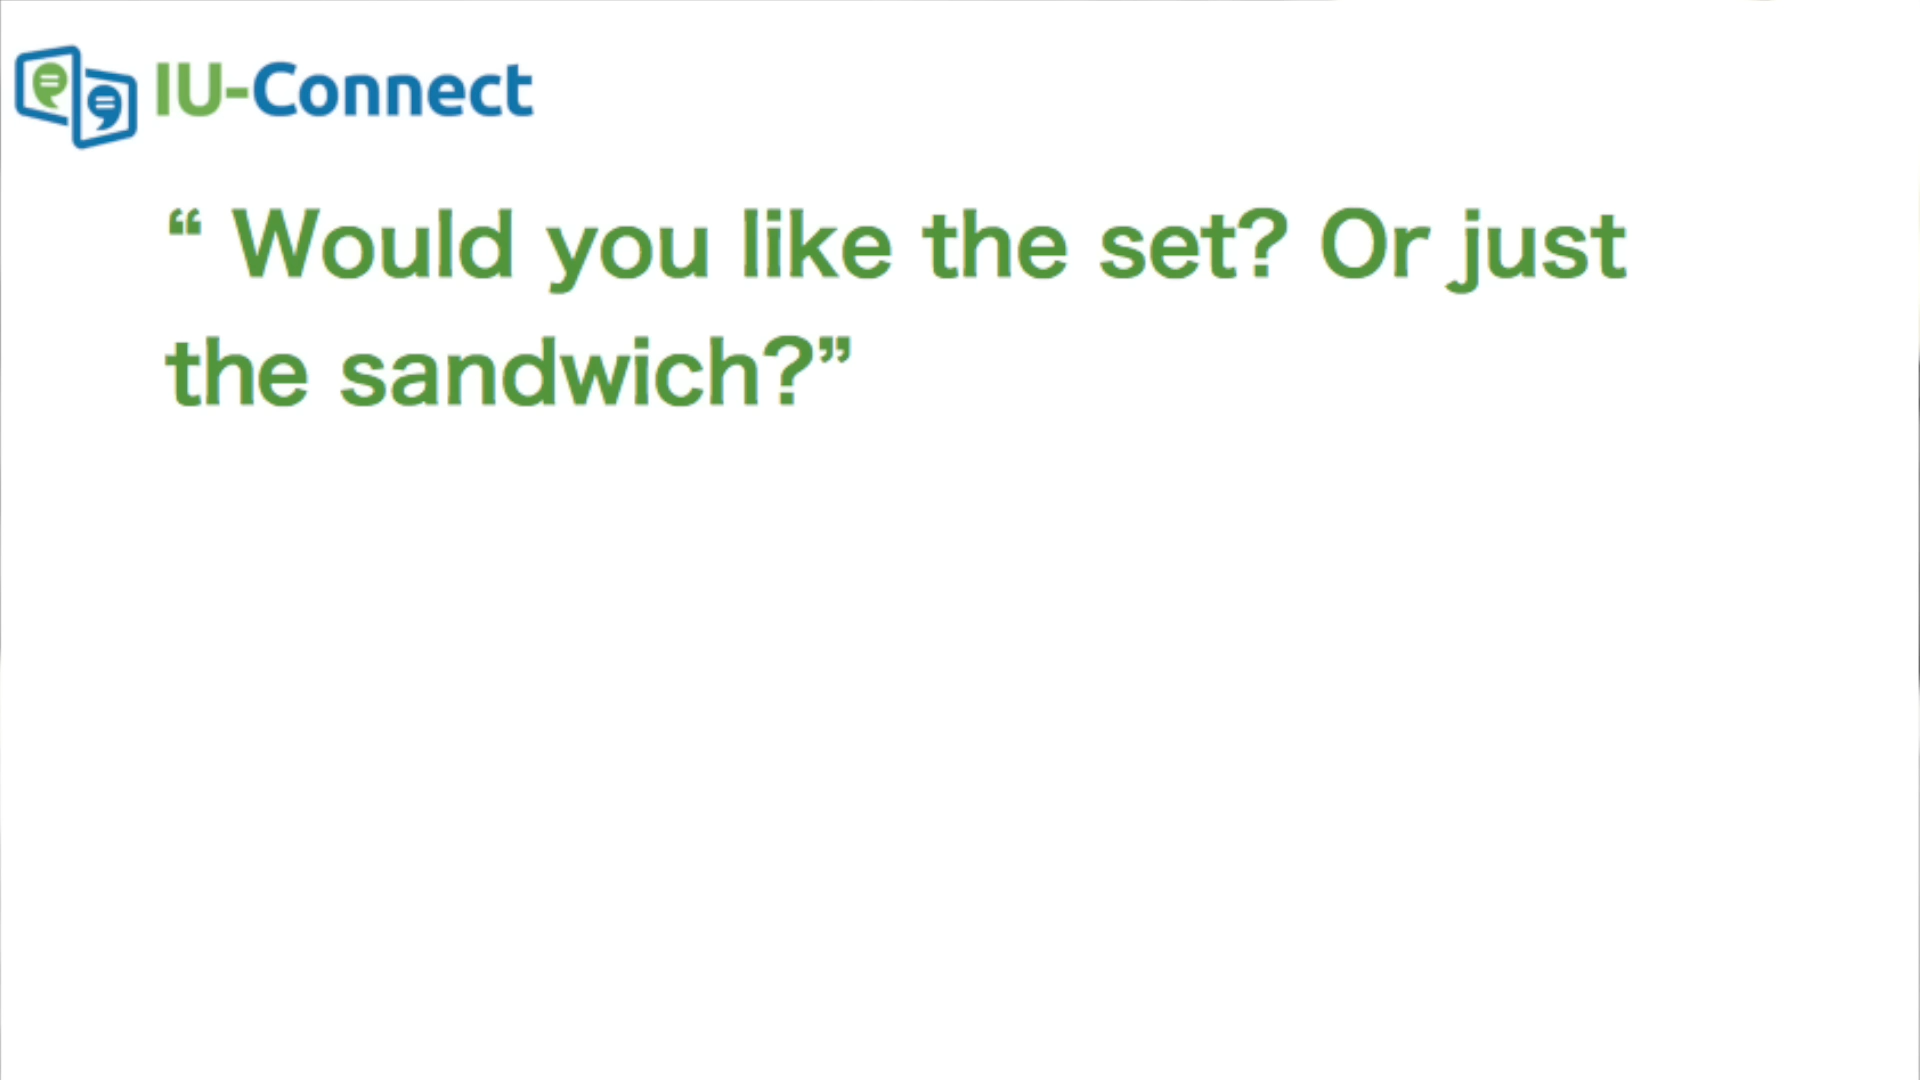 IU-Connect
“ Would you like the set? Or just
the sandwich?”